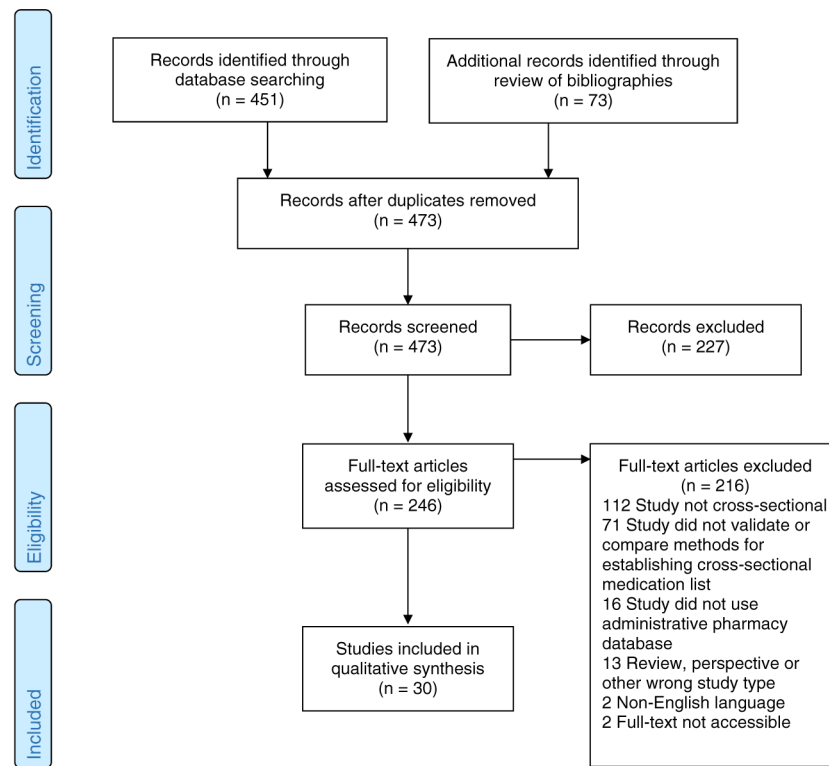 Identification
Records identified through
database searching
(n = 451)
Additional records identified through
review of bibliographies
(n = 73)
Records after duplicates removed
(n = 473)
Screening
Records screened
(n = 473)
Records excluded
(n = 227)
Eligibility
Full-text articles
assessed for eligibility
(n = 246)
Full-text articles excluded
(n = 216)
112 Study not cross-sectional
71 Study did not validate or
compare methods for
establishing cross-sectional
medication list
16 Study did not use
administrative pharmacy
database
13 Review, perspective or
other wrong study type
2 Non-English language
2 Full-text not accessible
Included
Studies included in
qualitative synthesis
(n = 30)